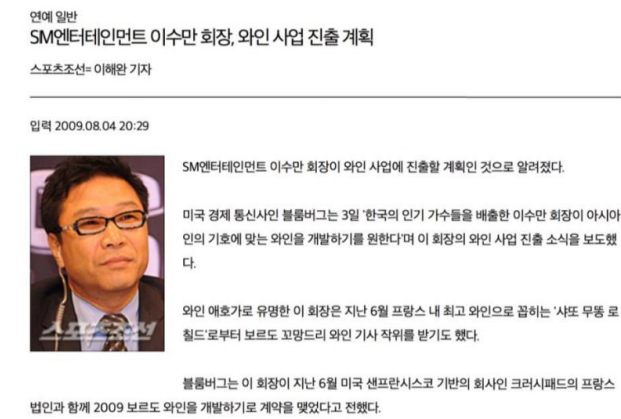 연예 일반
SM엔터테인먼트 이수만 회장, 와인 사업 진출 계획
스포츠조선= 이해완 기자
입력 2009.08.04 20:29
SM엔터테인먼트 이수만 회장이 와인 사업에 진출할 계획인 것으로 알려졌다.
미국 경제 통신사인 블룸버그는 3일 '한국의 인기 가수들을 배출한 이수만 회장이 아시아
인의 기호에 맞는 와인을 개발하기를 원한다'며 이 회장의 와인 사업 진출 소식을 보도했
다.
와인 애호가로 유명한 이 회장은 지난 6월 프랑스 내 최고 와인으로 꼽히는 '샤또 무똥 로
칠드'로부터 보르도 꼬망드리 와인 기사 작위를 받기도 했다.
스포츠조선
블룸버그는 이 회장이 지난 6월 미국 샌프란시스코 기반의 회사인 크러시패드의 프랑스
법인과 함께 2009 보르도 와인을 개발하기로 계약을 맺었다고 전했다.